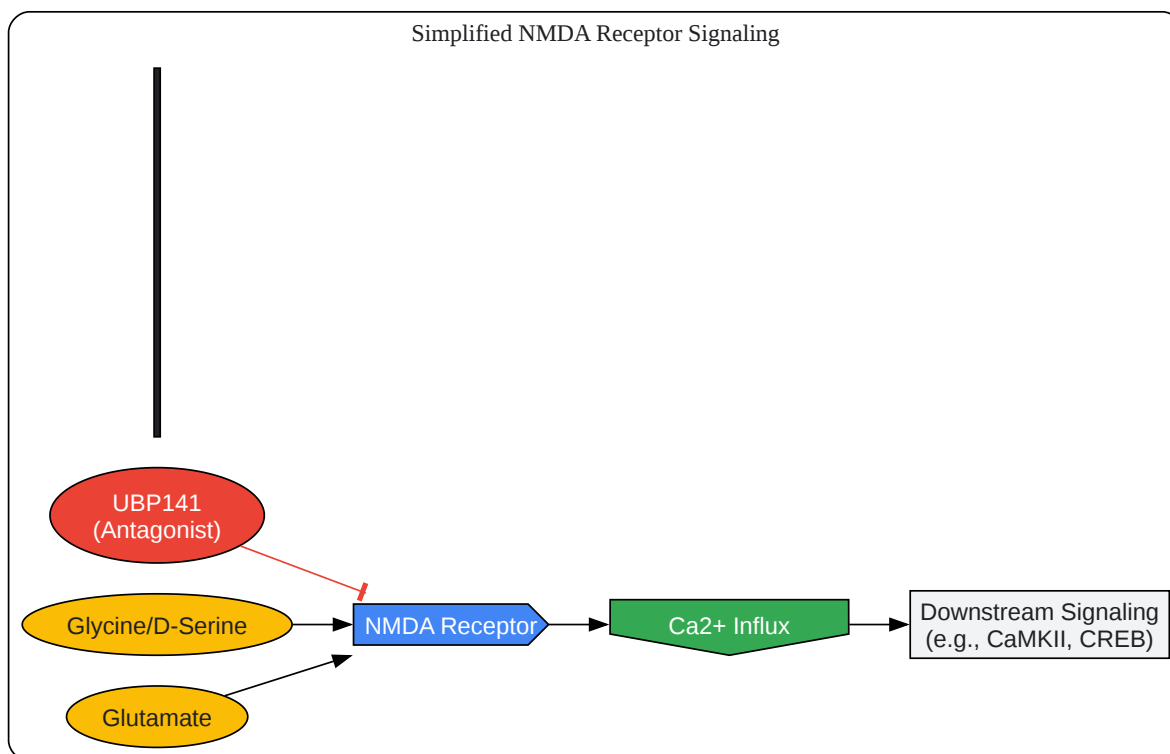 Simplified NMDA Receptor Signaling
UBP141
(Antagonist)
Glycine/D-Serine
NMDA Receptor
Ca2+ Influx
Downstream Signaling
(e.g., CaMKII, CREB)
Glutamate